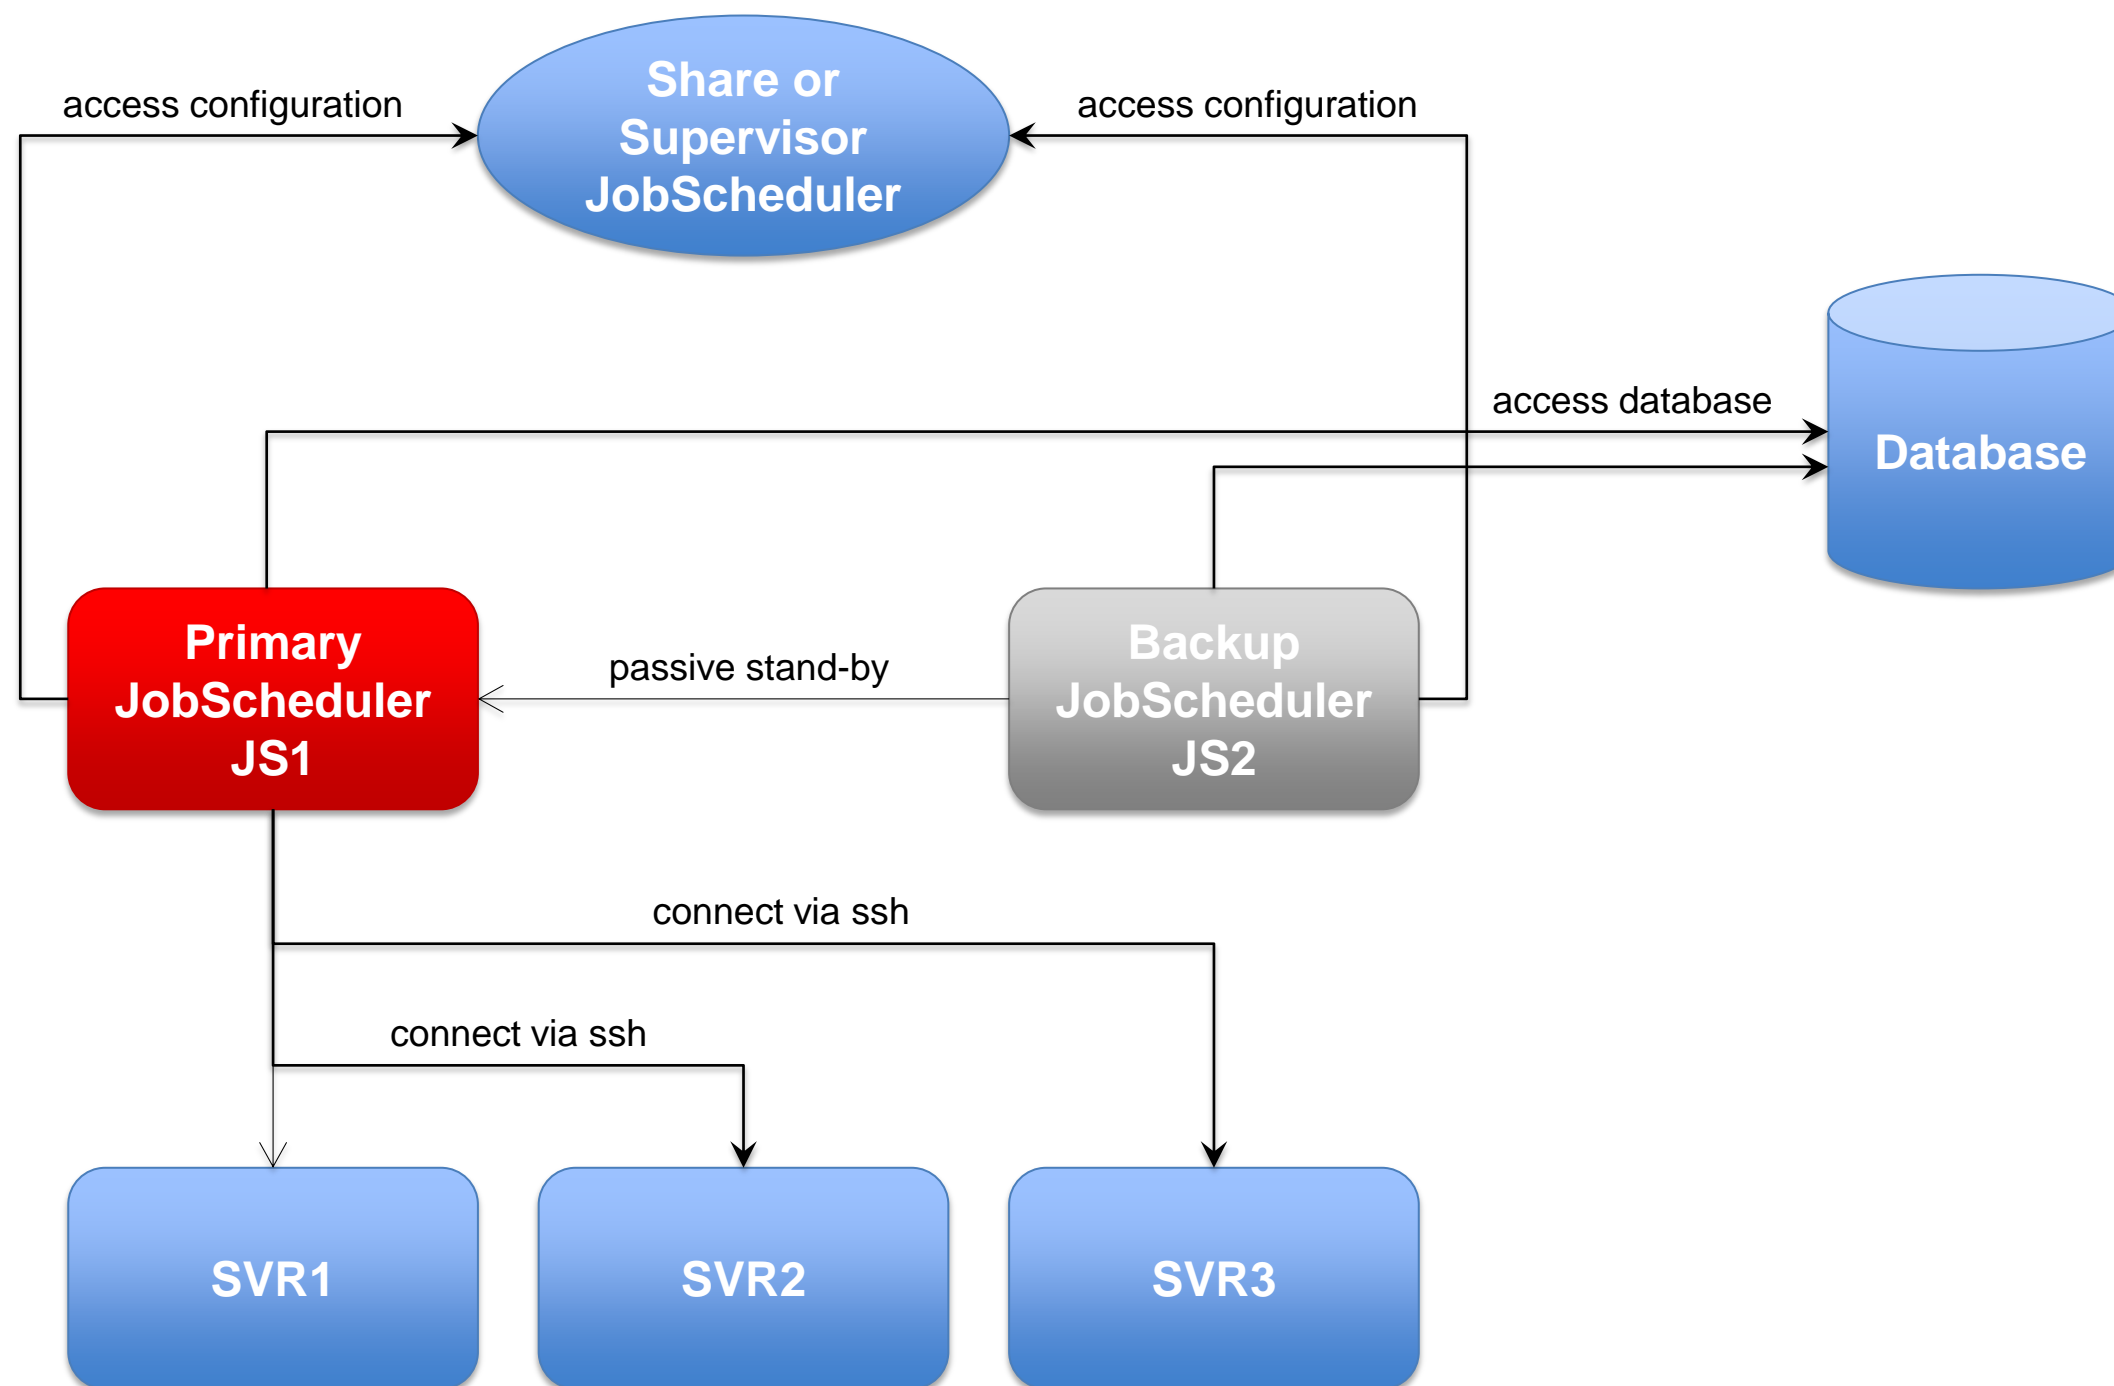 Share or
Supervisor
JobScheduler
access configuration
access configuration
access database
Database
Primary
JobScheduler
JS1
passive stand-by
Backup
JobScheduler
JS2
connect via ssh
connect via ssh
SVR1
SVR2
SVR3